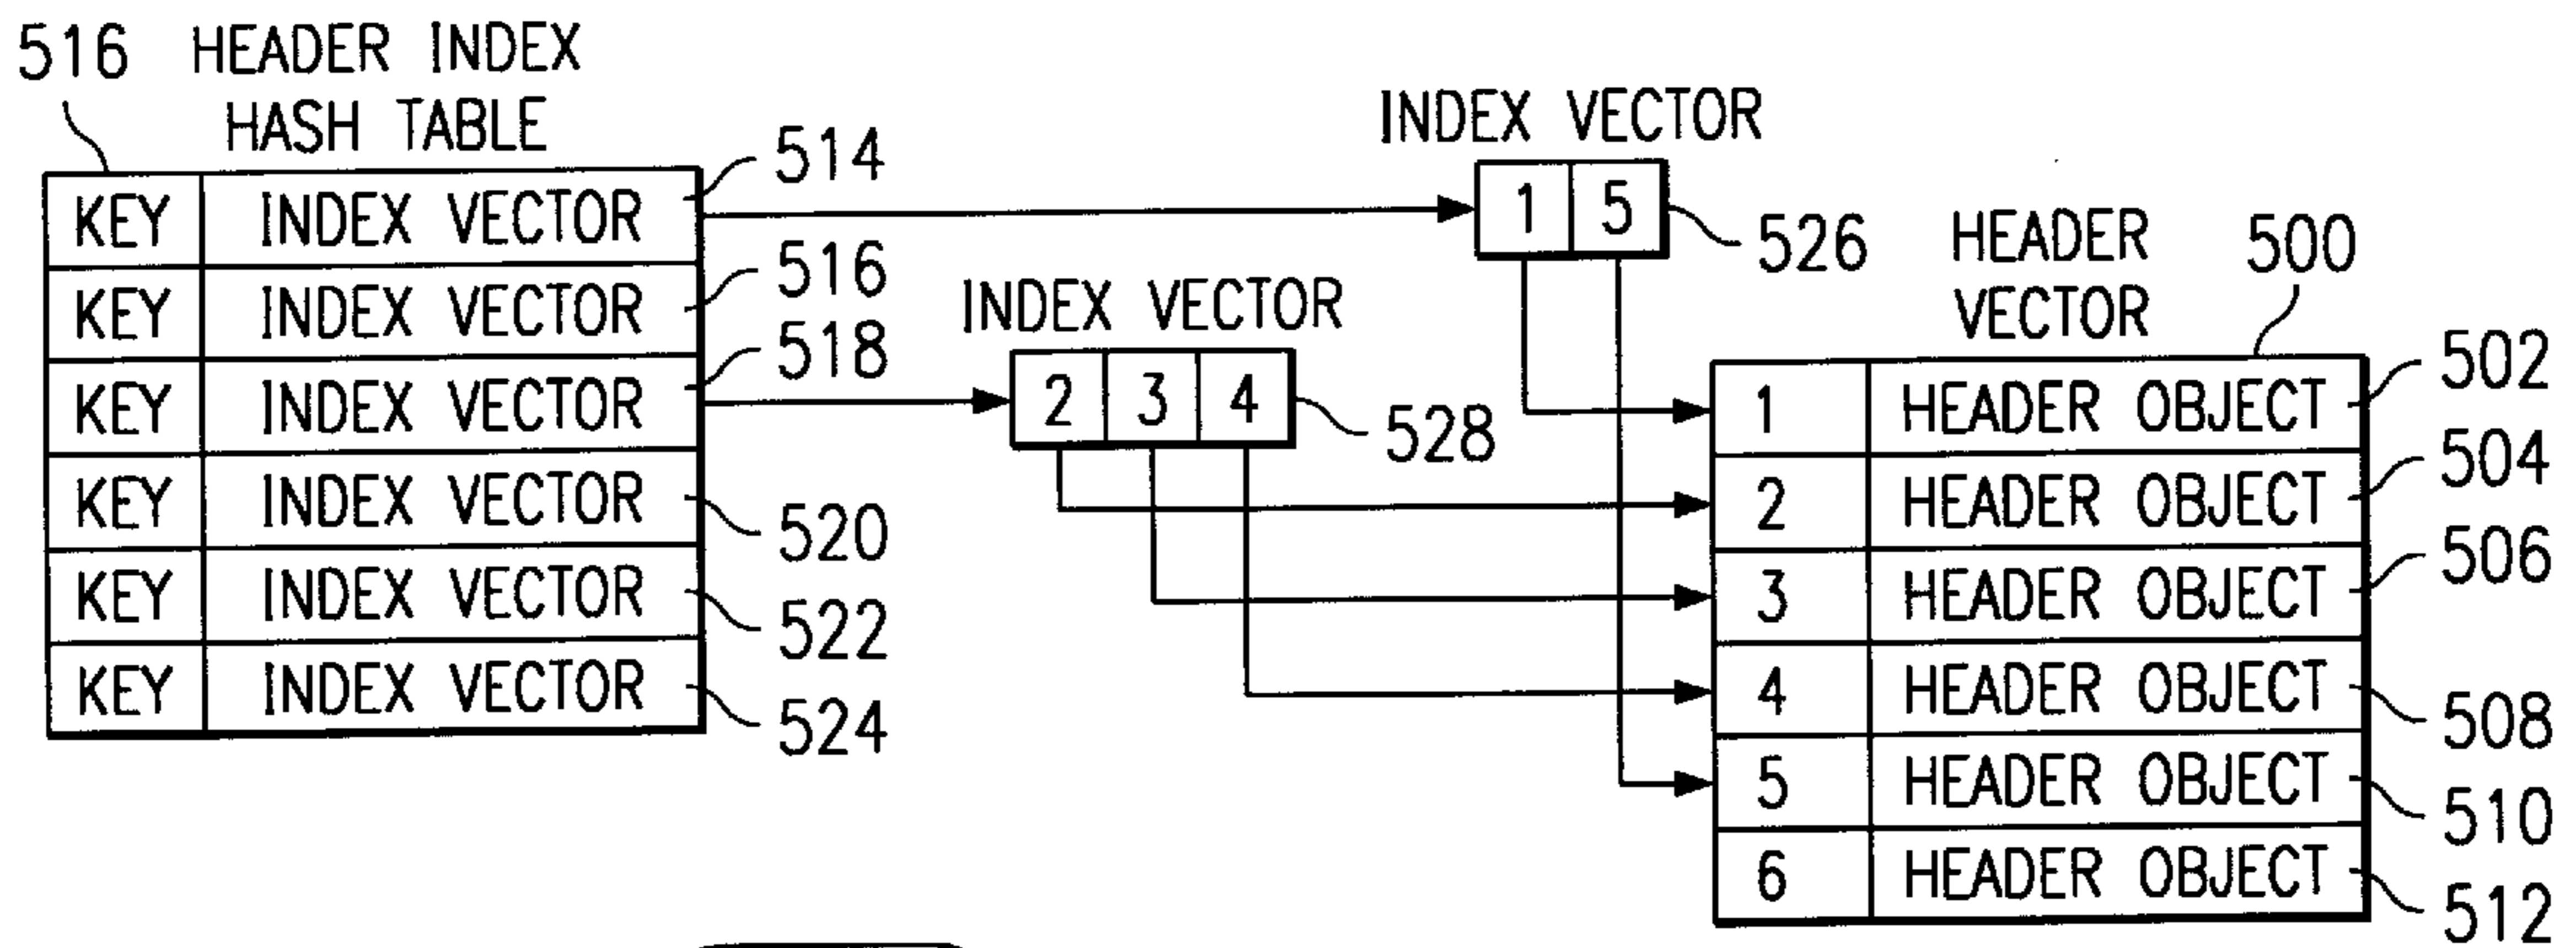 516 HEADER INDEX
HASH TABLE
KEY INDEX VECTOR 514
KEY INDEX VECTOR 516
KEY INDEX VECTOR 518
KEY INDEX VECTOR 520
KEY INDEX VECTOR 522
KEY INDEX VECTOR 524
INDEX VECTOR
1 5
526
INDEX VECTOR
2 3 4
528
HEADER
VECTOR
500
1 HEADER OBJECT 502
2 HEADER OBJECT 504
3 HEADER OBJECT 506
4 HEADER OBJECT 508
5 HEADER OBJECT 510
6 HEADER OBJECT 512